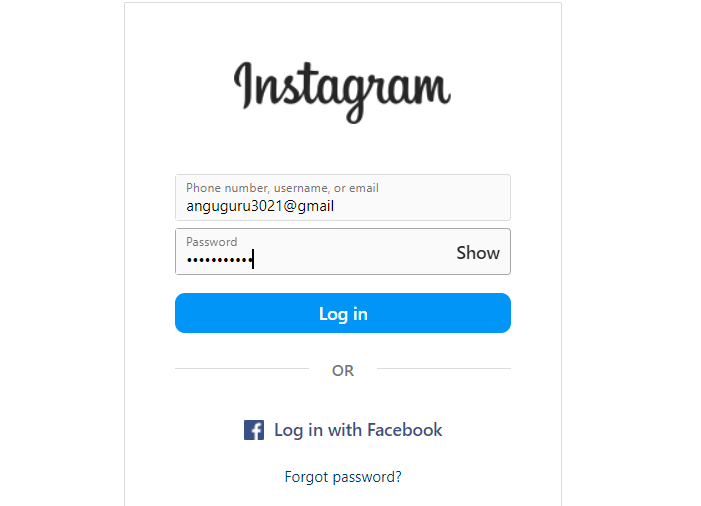 Instagram
Phone number, username, or email
anguguru3021@gmail
Password
•••••••••••
Show
Log in
OR
Log in with Facebook
Forgot password?